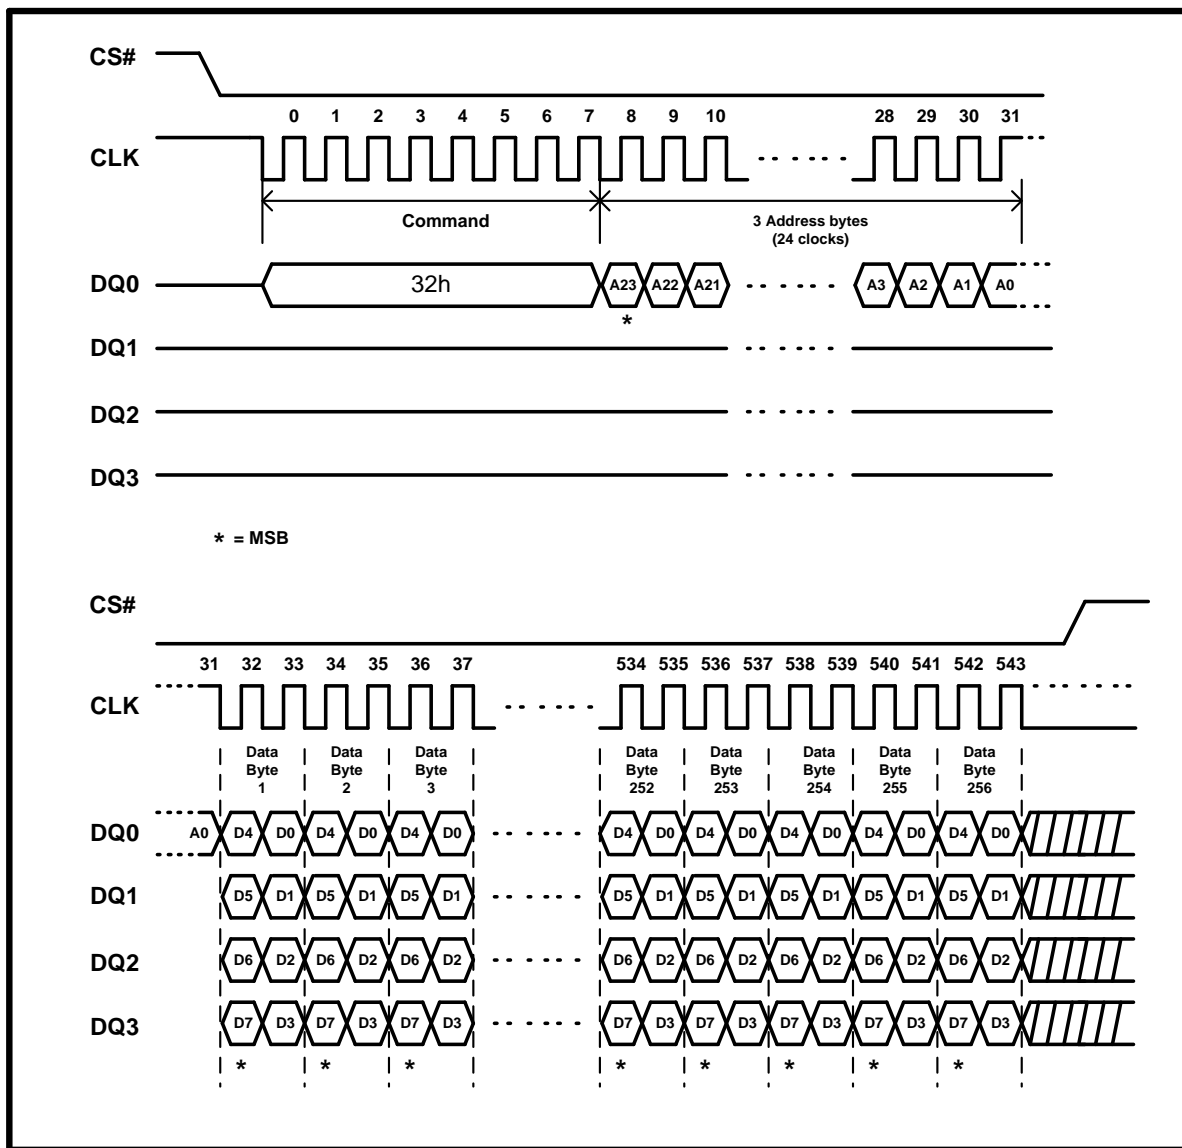 CS#
0 1 2 3 4 5 6 7 8 9 10 28 29 30 31
CLK
Command
3 Address bytes
(24 clocks)
DQ0 32h A23 A22 A21 A3 A2 A1 A0
*
DQ1
DQ2
DQ3
* = MSB
CS#
31 32 33 34 35 36 37 534 535 536 537 538 539 540 541 542 543
CLK
Data Data Data Data Data Data Data Data
Byte Byte Byte Byte Byte Byte Byte Byte
1 2 3 252 253 254 255 256
DQ0 A0 D4 D0 D4 D0 D4 D0 D4 D0 D4 D0 D4 D0 D4 D0 D4 D0
DQ1 D5 D1 D5 D1 D5 D1 D5 D1 D5 D1 D5 D1 D5 D1 D5 D1
DQ2 D6 D2 D6 D2 D6 D2 D6 D2 D6 D2 D6 D2 D6 D2 D6 D2
DQ3 D7 D3 D7 D3 D7 D3 D7 D3 D7 D3 D7 D3 D7 D3 D7 D3
* * * * * * * *